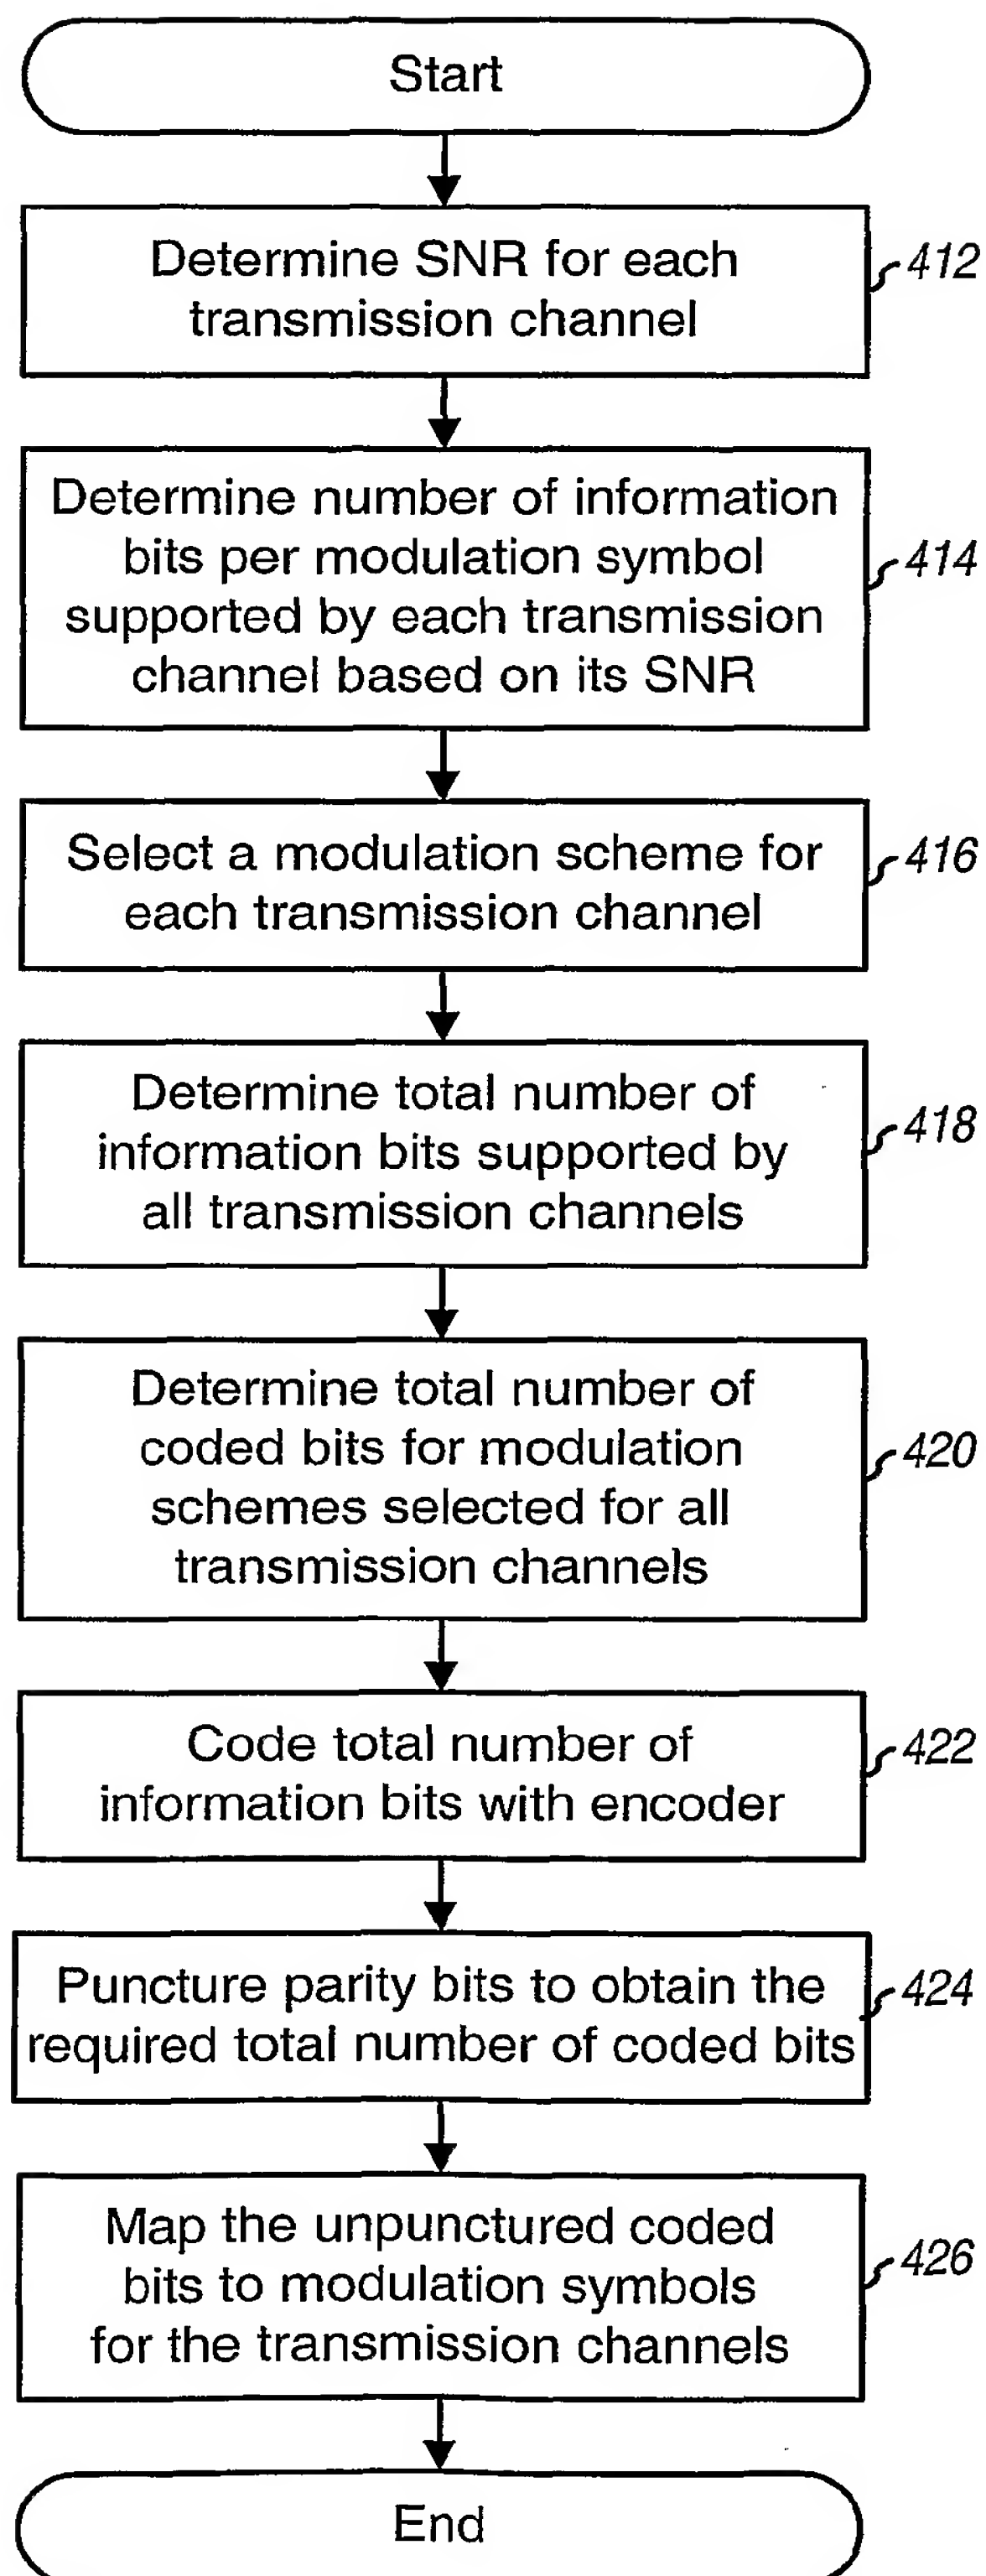 Start
Determine SNR for each
transmission channel
412
Determine number of information
bits per modulation symbol
supported by each transmission
channel based on its SNR
414
Select a modulation scheme for
each transmission channel
416
Determine total number of
information bits supported by
all transmission channels
418
Determine total number of
coded bits for modulation
schemes selected for all
transmission channels
420
Code total number of
information bits with encoder
422
Puncture parity bits to obtain the
required total number of coded bits
424
Map the unpunctured coded
bits to modulation symbols
for the transmission channels
426
End